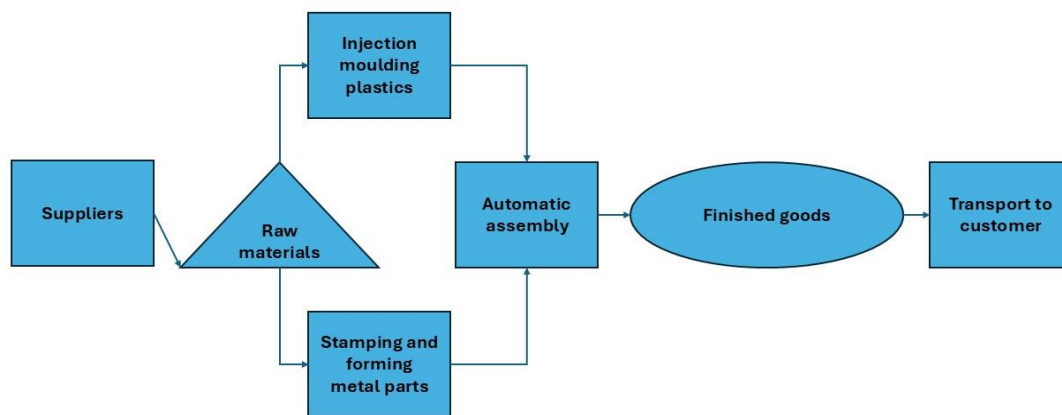 Injection
moulding
plastics
Suppliers
Raw
materials
Automatic
assembly
Finished goods
Transport to
customer
Stamping and
forming
metal parts